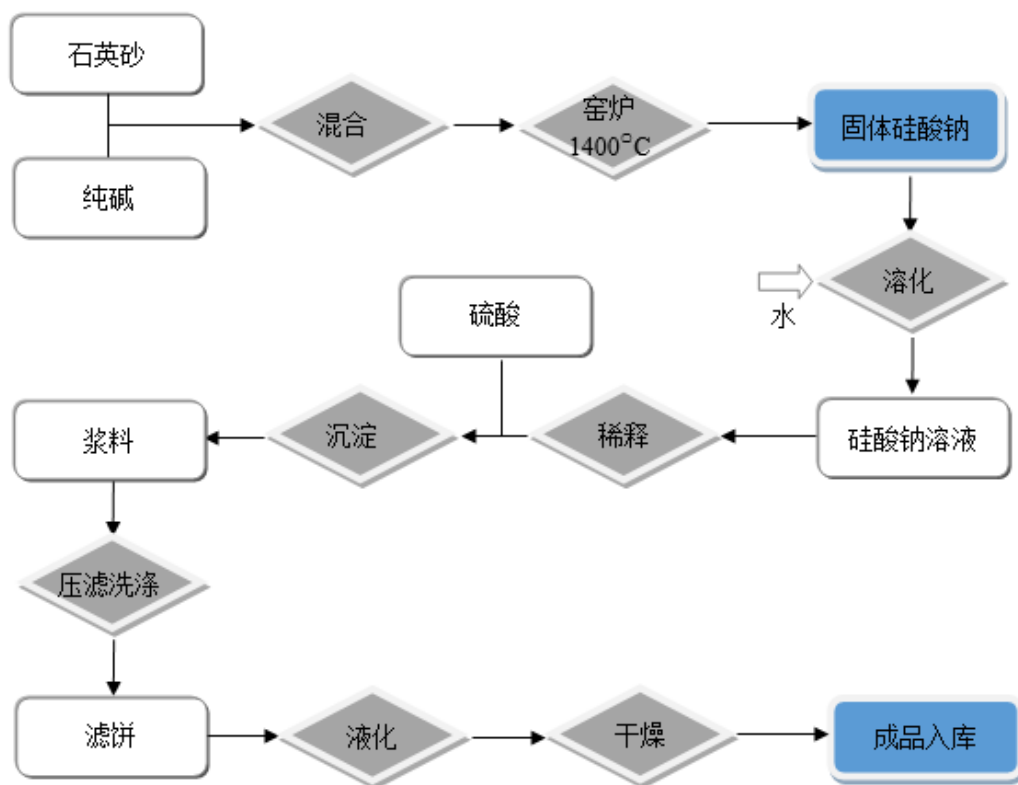 石英砂
纯碱
混合
窑炉
1400°C
固体硅酸钠
溶化
水
硅酸钠溶液
稀释
硫酸
沉淀
浆料
压滤洗涤
滤饼
液化
干燥
成品入库